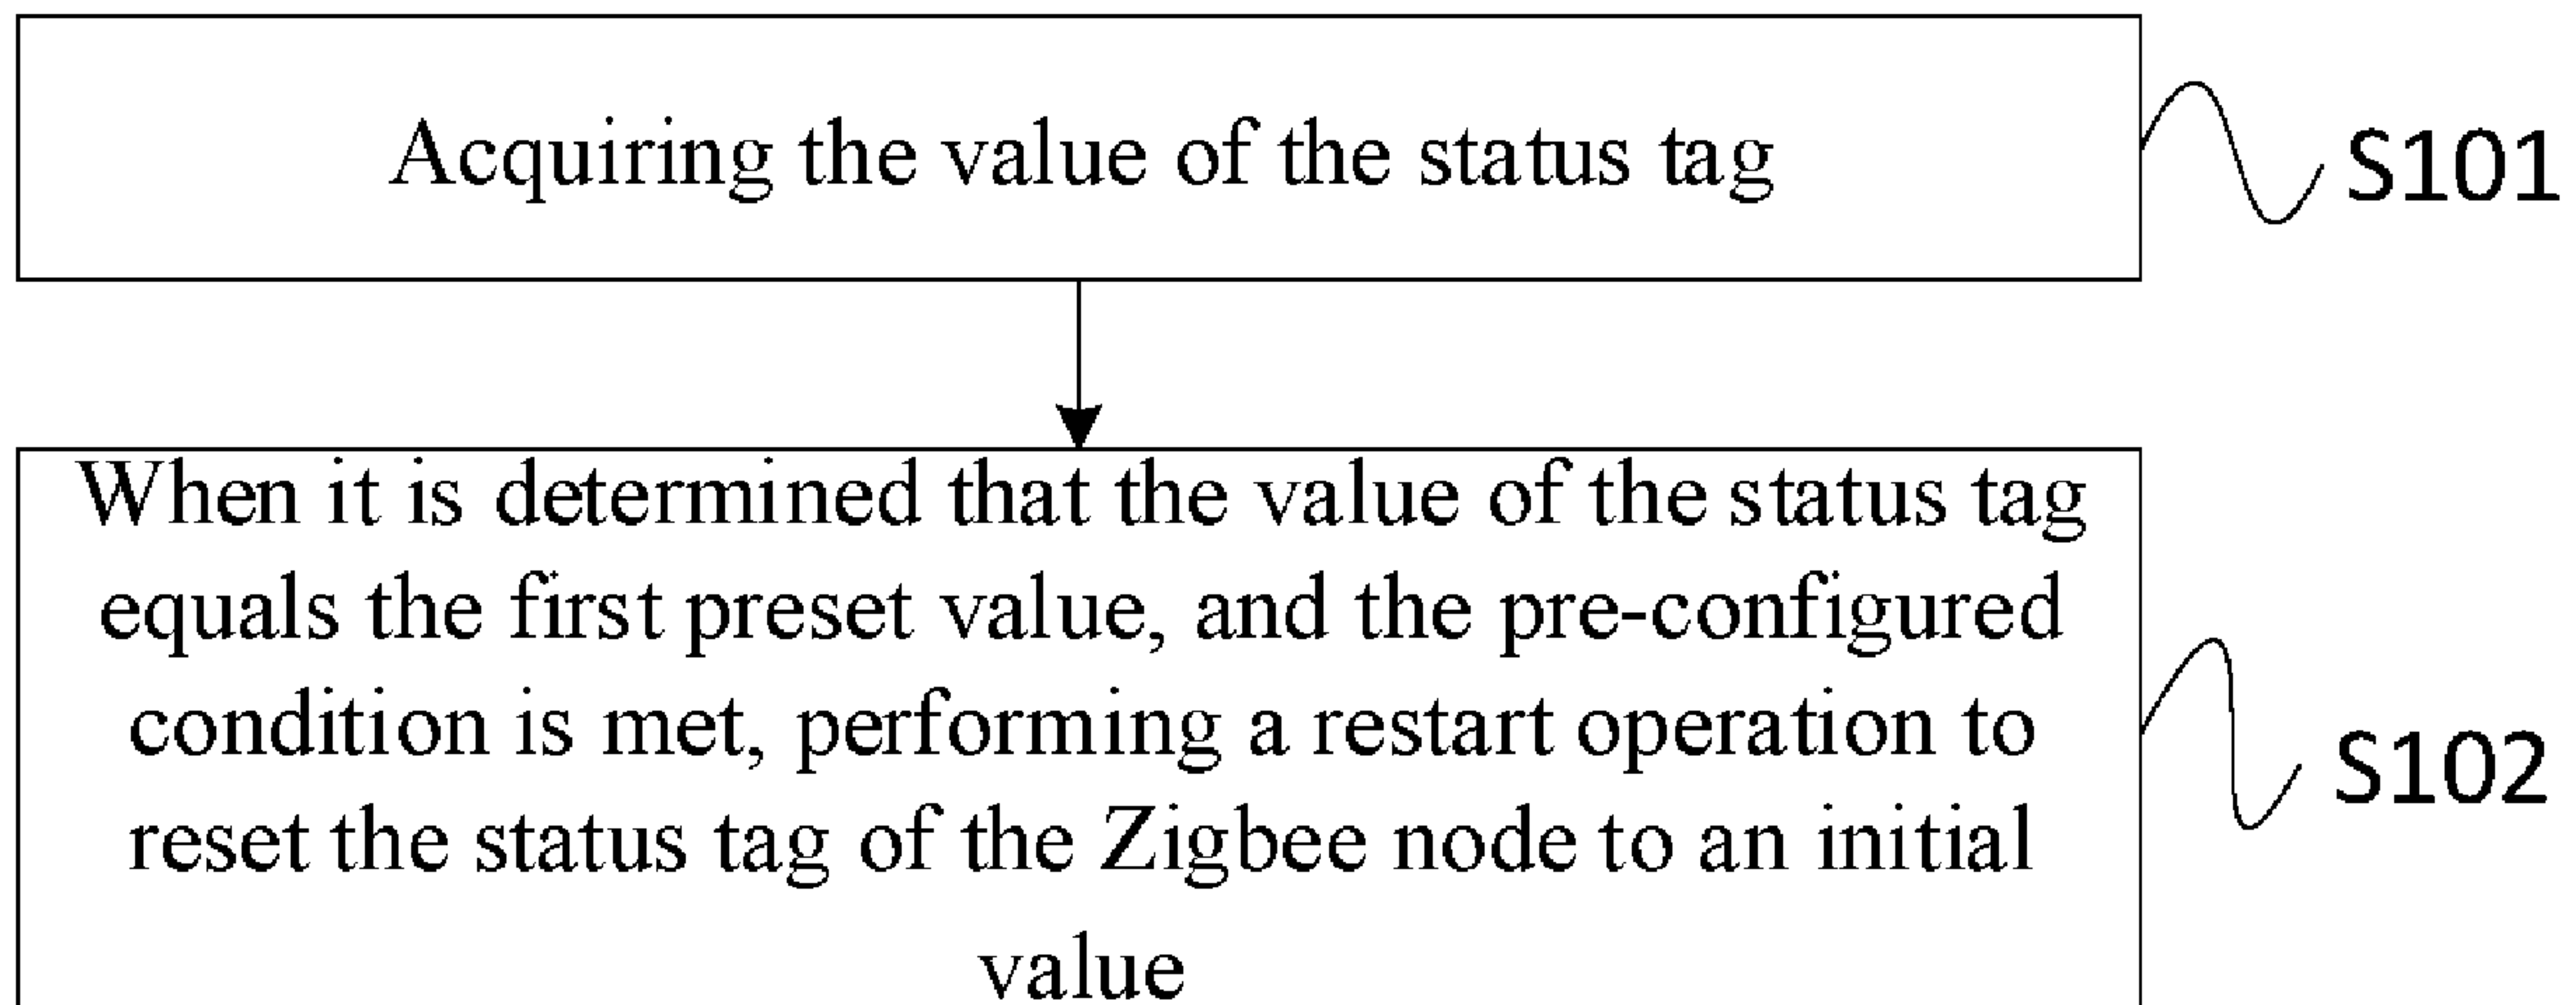 Acquiring the value of the status tag
S101
When it is determined that the value of the status tag
equals the first preset value, and the pre-configured
condition is met, performing a restart operation to
reset the status tag of the Zigbee node to an initial
value
S102